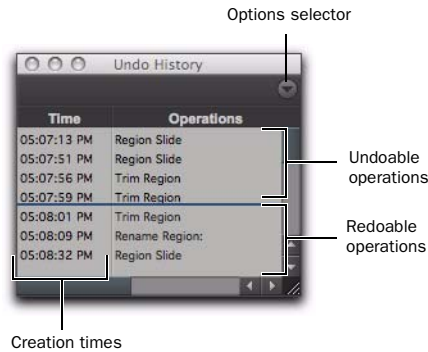 Options selector
Undo History
Time Operations
05:07:13 PM Region Slide
05:07:51 PM Region Slide
05:07:56 PM Trim Region
05:07:59 PM Trim Region
05:08:01 PM Trim Region
05:08:09 PM Rename Region:
05:08:32 PM Region Slide
Undoable
operations
Redoable
operations
Creation times